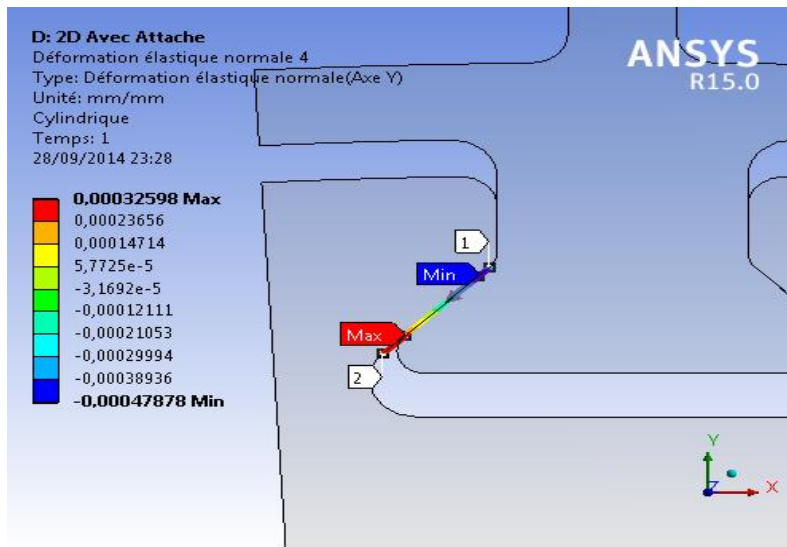 D: 2D Avec Attache
Déformation élastique normale 4
Type: Déformation élastique normale(Axe Y)
Unité: mm/mm
Cylindrique
Temps: 1
28/09/2014 23:28
ANSYS
R15.0
0,00032598 Max
0,00023656
0,00014714
5,7725e-5
-3,1692e-5
-0,00012111
-0,00021053
-0,00029994
-0,00038936
-0,00047878 Min
1
Min
Max
2
Y
Z
X